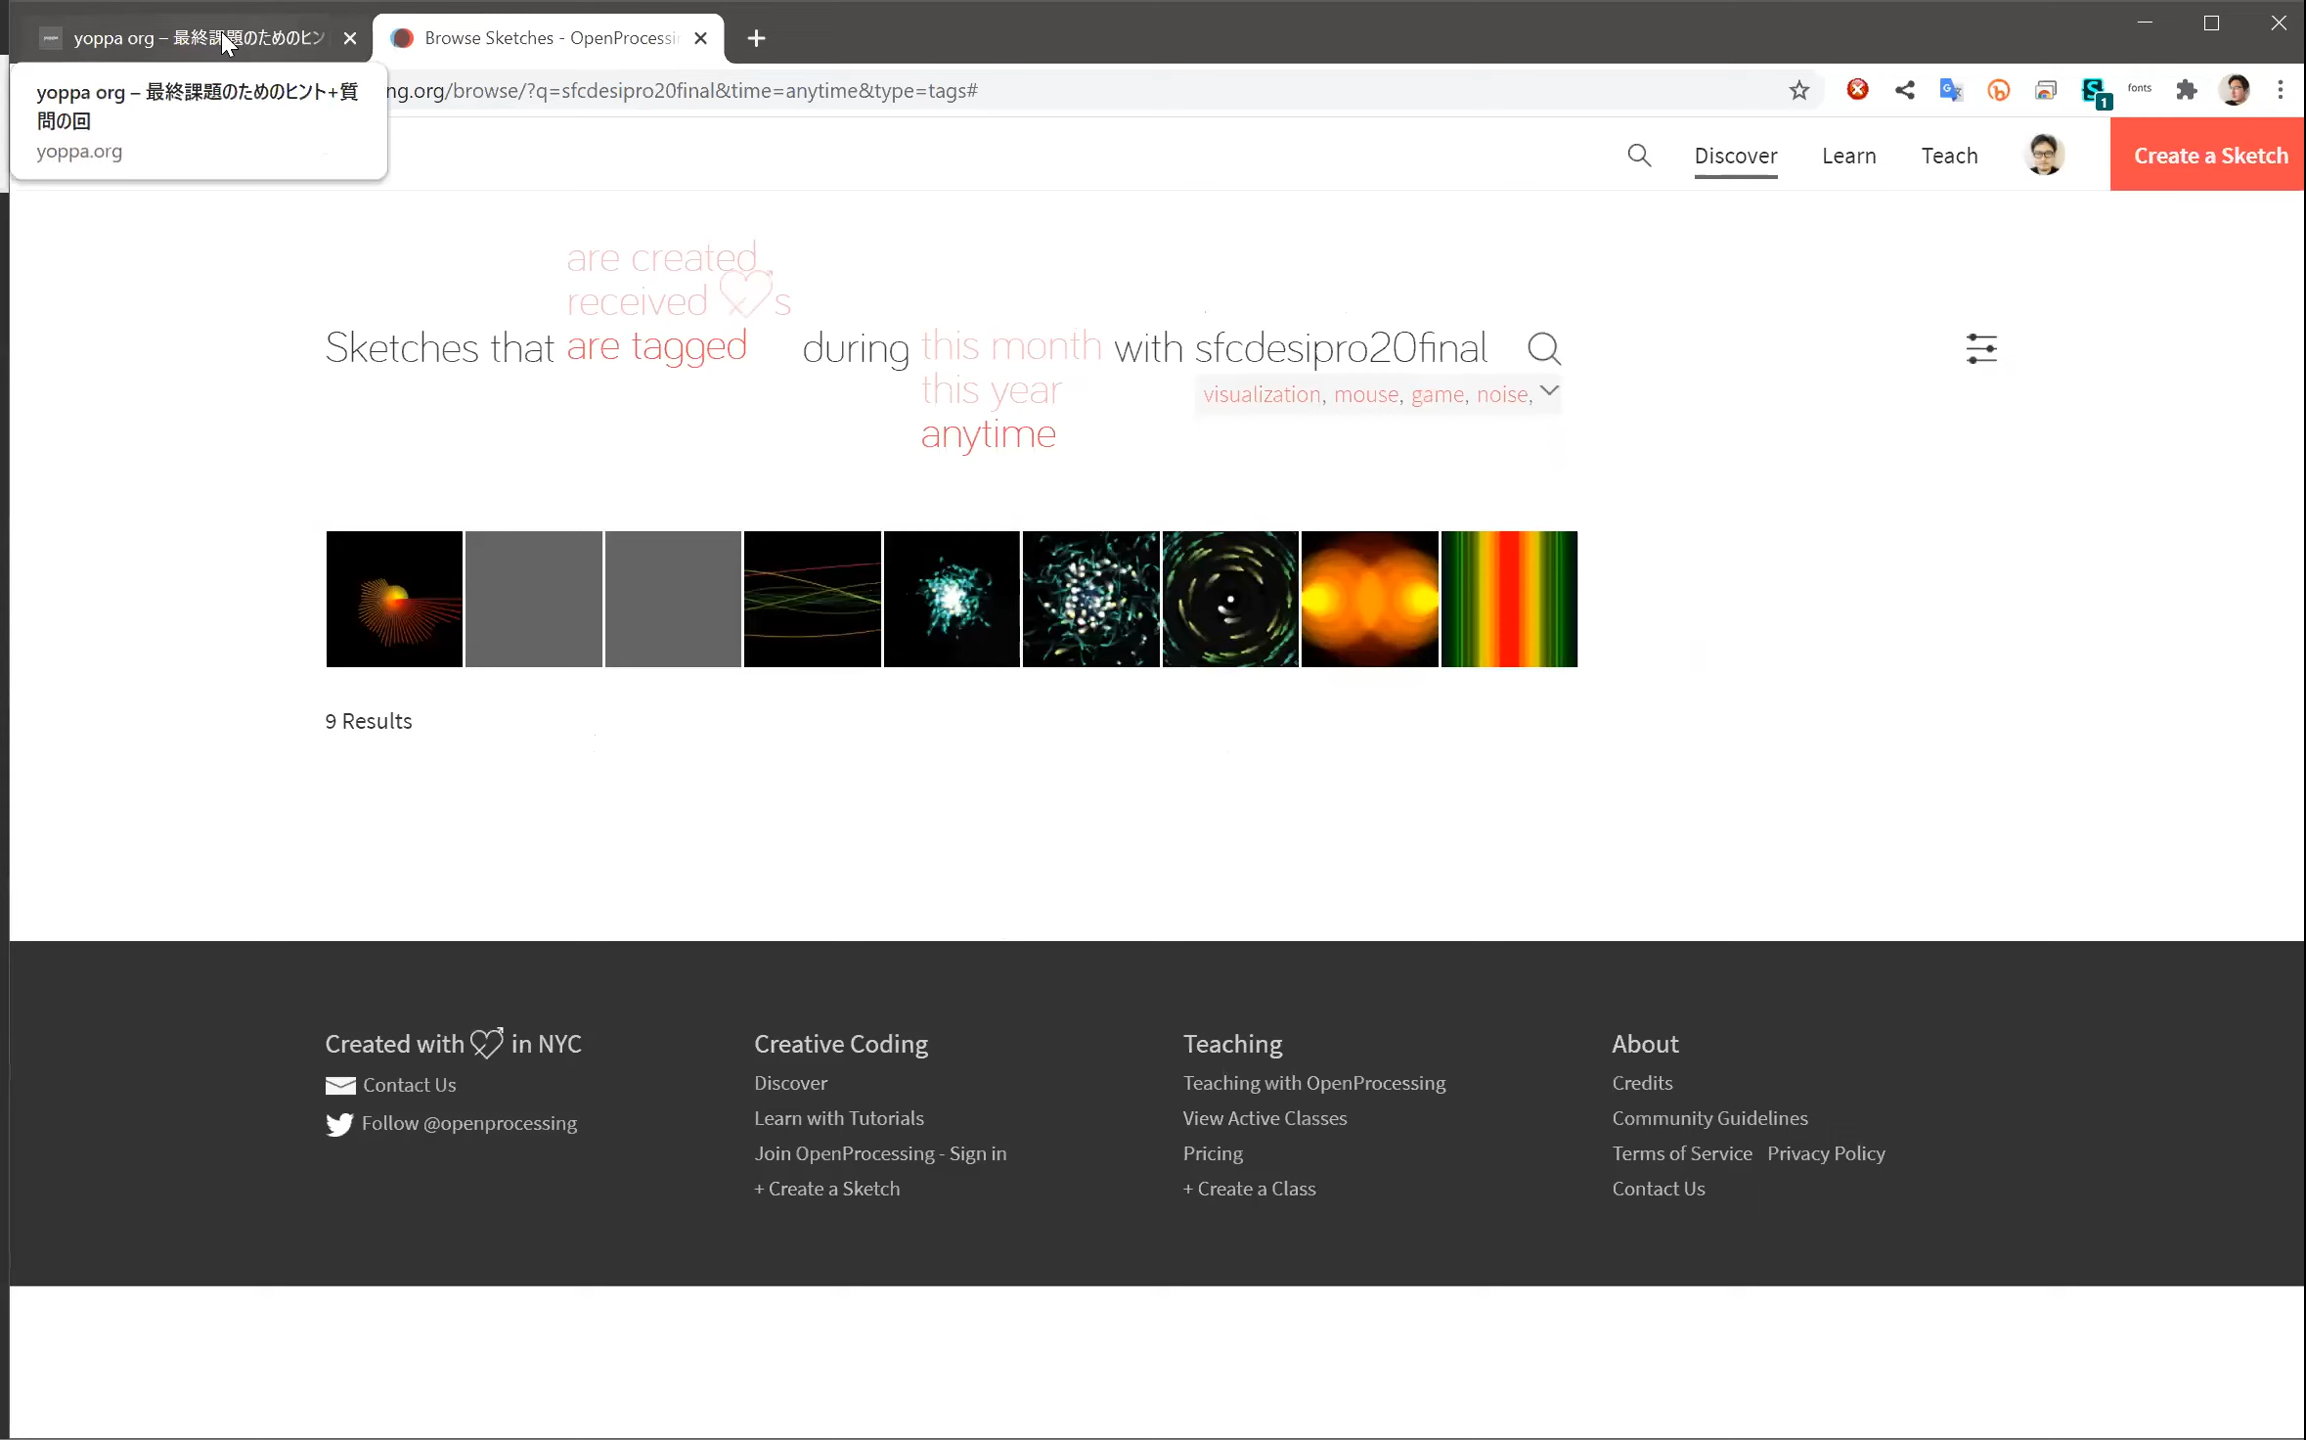 yoppa org – 最終課題のためのヒン
Browse Sketches - OpenProcessi
yoppa org – 最終課題のためのヒント+質
問の回
yoppa.org
ng.org/browse/?q=sfcdesipro20final&time=anytime&type=tags#
fonts
1
Discover
Learn
Teach
Create a Sketch
are created
received s
Sketches that are tagged during this month with sfcdesipro20final
this year
anytime
visualization, mouse, game, noise,
9 Results
Created with in NYC
Contact Us
Follow @openprocessing
Creative Coding
Discover
Learn with Tutorials
Join OpenProcessing - Sign in
+ Create a Sketch
Teaching
Teaching with OpenProcessing
View Active Classes
Pricing
+ Create a Class
About
Credits
Community Guidelines
Terms of Service Privacy Policy
Contact Us